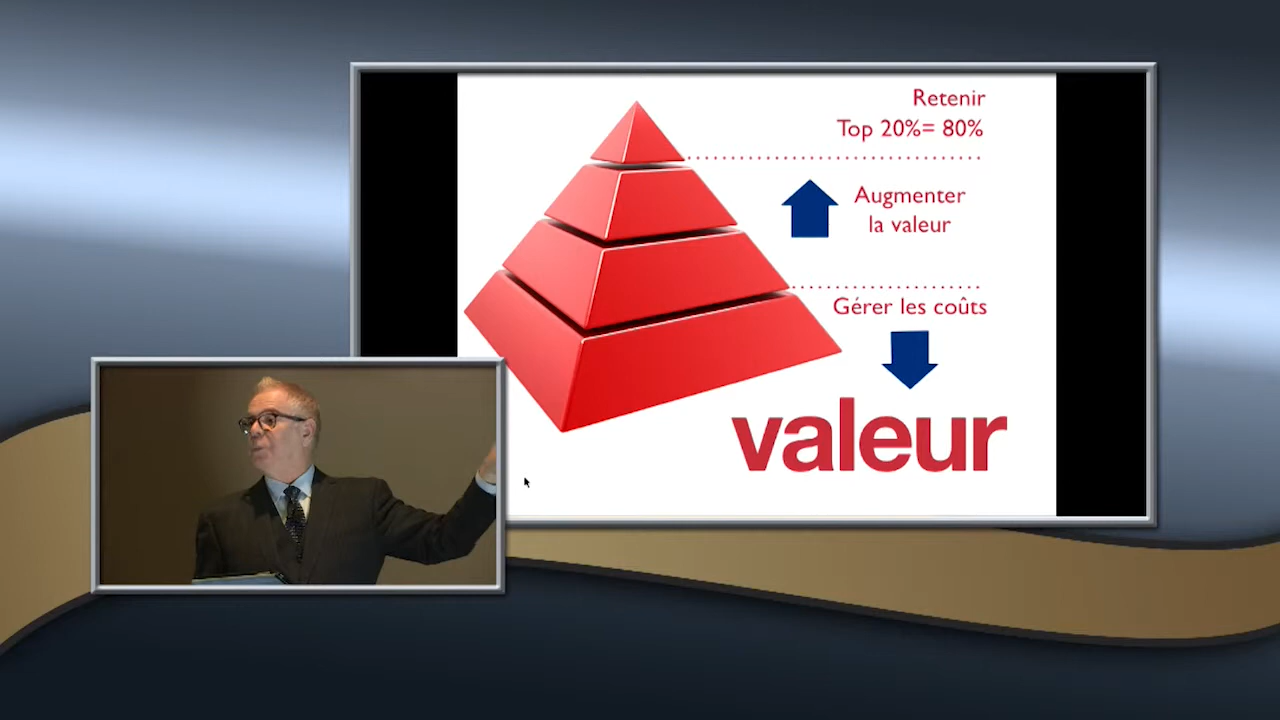 Retenir
Top 20%= 80%
Augmenter
la valeur
Gérer les coûts
valeur